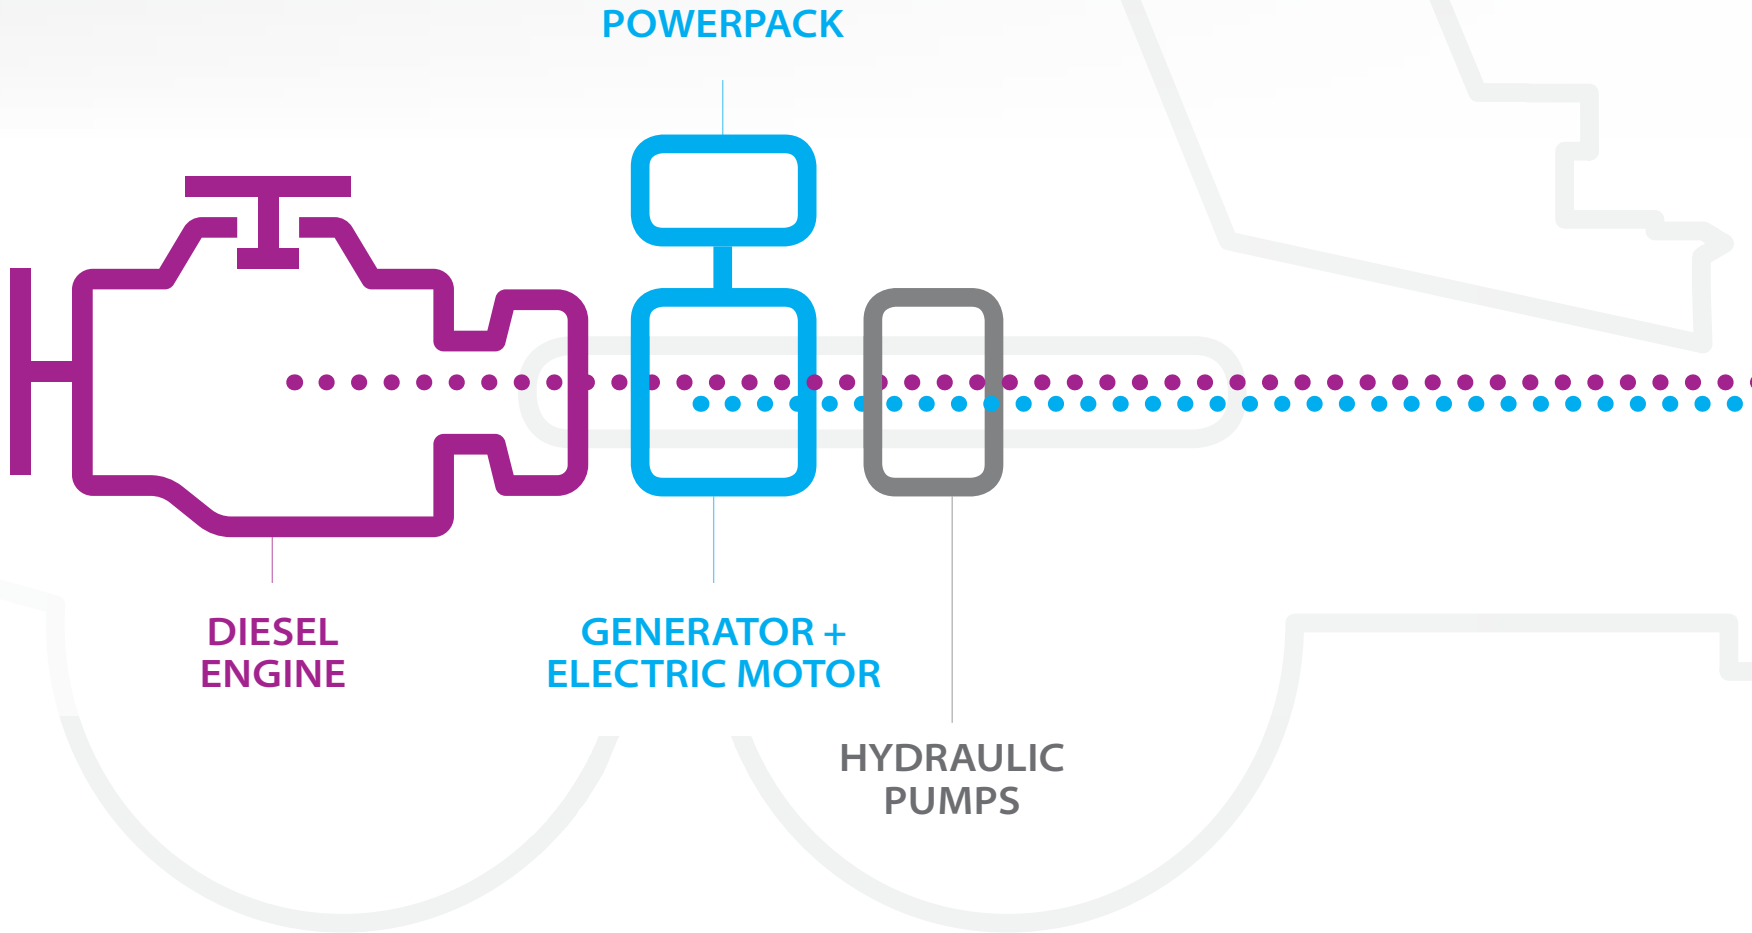 POWERPACK
DIESEL
ENGINE
GENERATOR +
ELECTRIC MOTOR
HYDRAULIC
PUMPS